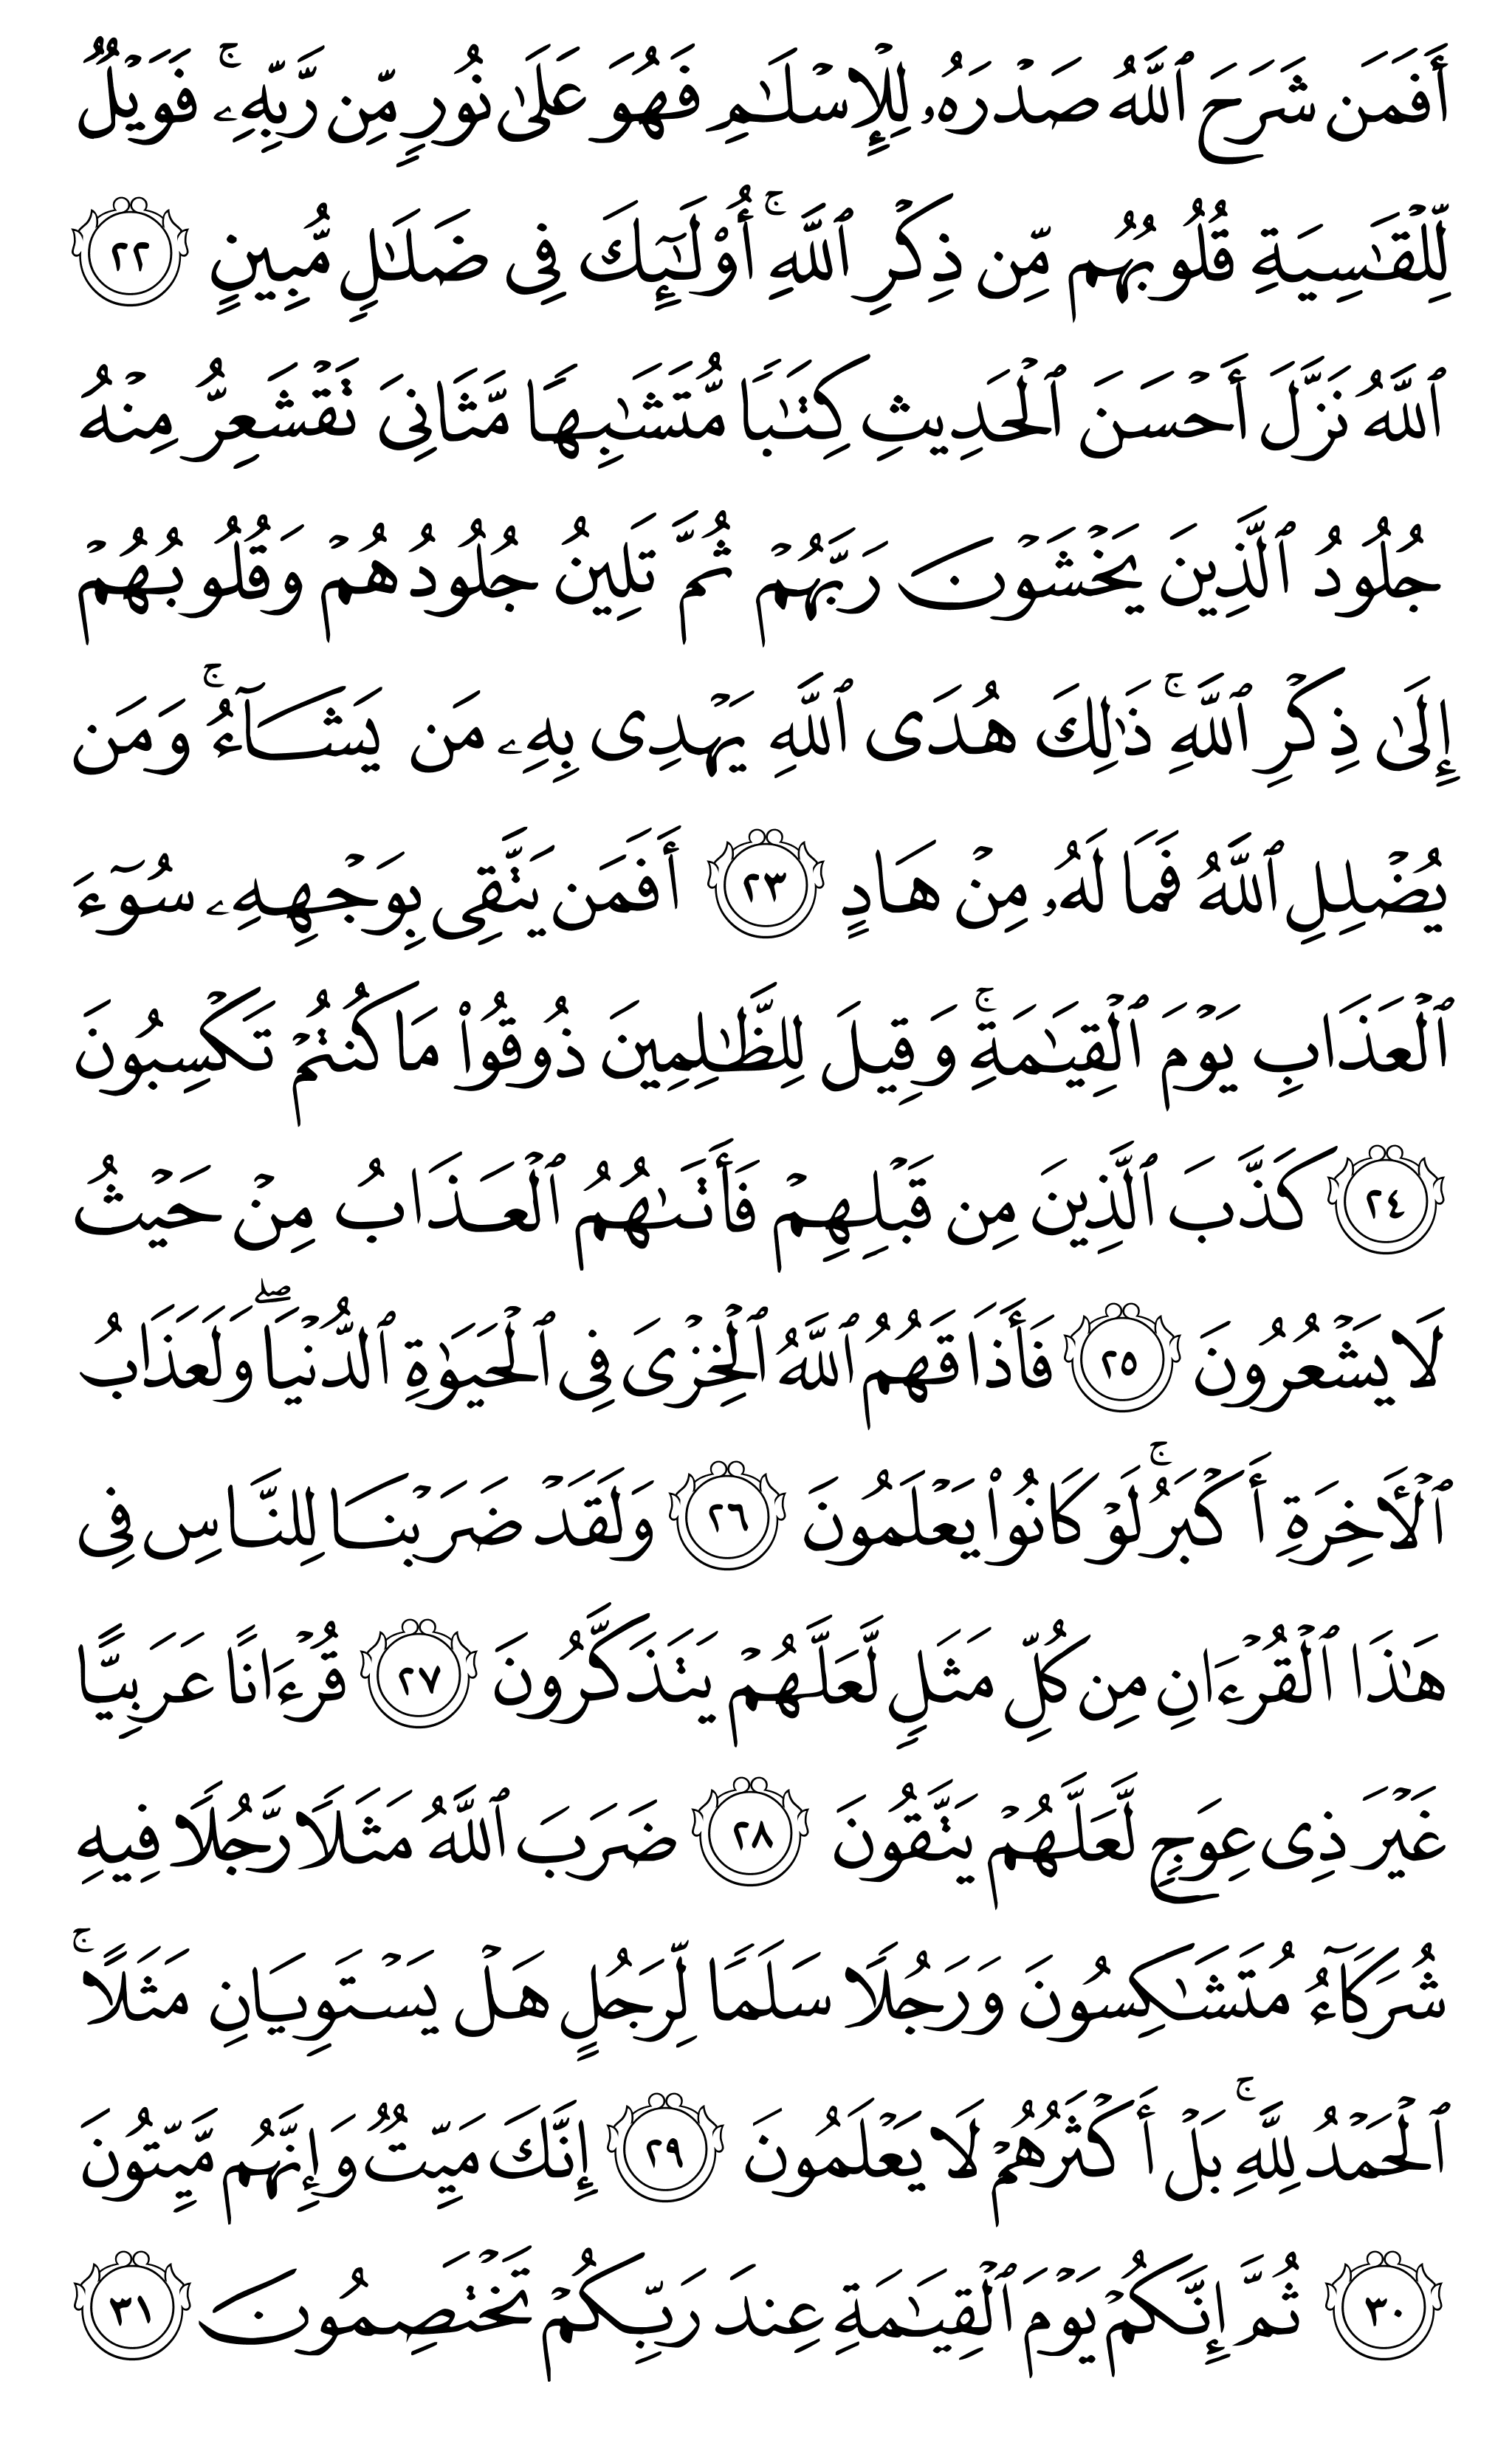 أَفَمَن شَرَحَ ٱللَّهُ صَدْرَهُۥ لِلْإِسْلَٰمِ فَهُوَ عَلَىٰ نُورٍ مِّن رَّبِّهِۦ ۚ فَوَيْلٌ
لِّلْقَٰسِيَةِ قُلُوبُهُم مِّن ذِكْرِ ٱللَّهِ ۚ أُو۟لَٰٓئِكَ فِى ضَلَٰلٍ مُّبِينٍ ٢٢
ٱللَّهُ نَزَّلَ أَحْسَنَ ٱلْحَدِيثِ كِتَٰبًا مُّتَشَٰبِهًا مَّثَانِىَ تَقْشَعِرُّ مِنْهُ
جُلُودُ ٱلَّذِينَ يَخْشَوْنَ رَبَّهُمْ ثُمَّ تَلِينُ جُلُودُهُمْ وَقُلُوبُهُمْ
إِلَىٰ ذِكْرِ ٱللَّهِ ۚ ذَٰلِكَ هُدَى ٱللَّهِ يَهْدِى بِهِۦ مَن يَشَآءُ ۚ وَمَن
يُضْلِلِ ٱللَّهُ فَمَا لَهُۥ مِنْ هَادٍ ٢٣ أَفَمَن يَتَّقِى بِوَجْهِهِۦ سُوٓءَ
ٱلْعَذَابِ يَوْمَ ٱلْقِيَٰمَةِ ۚ وَقِيلَ لِلظَّٰلِمِينَ ذُوقُوا۟ مَا كُنتُمْ تَكْسِبُونَ
٢٤ كَذَّبَ ٱلَّذِينَ مِن قَبْلِهِمْ فَأَتَىٰهُمُ ٱلْعَذَابُ مِنْ حَيْثُ
لَا يَشْعُرُونَ ٢٥ فَأَذَاقَهُمُ ٱللَّهُ ٱلْخِزْىَ فِى ٱلْحَيَوٰةِ ٱلدُّنْيَا ۖ وَلَعَذَابُ
ٱلْأَخِرَةِ أَكْبَرُ ۚ لَوْ كَانُوا۟ يَعْلَمُونَ ٢٦ وَلَقَدْ ضَرَبْنَا لِلنَّاسِ فِى
هَٰذَا ٱلْقُرْءَانِ مِن كُلِّ مَثَلٍ لَّعَلَّهُمْ يَتَذَكَّرُونَ ٢٧ قُرْءَانًا عَرَبِيًّا
غَيْرَ ذِى عِوَجٍ لَّعَلَّهُمْ يَتَّقُونَ ٢٨ ضَرَبَ ٱللَّهُ مَثَلًا رَّجُلًا فِيهِ
شُرَكَآءُ مُتَشَٰكِسُونَ وَرَجُلًا سَلَمًا لِّرَجُلٍ هَلْ يَسْتَوِيَانِ مَثَلًا ۚ
ٱلْحَمْدُ لِلَّهِ ۚ بَلْ أَكْثَرُهُمْ لَا يَعْلَمُونَ ٢٩ إِنَّكَ مَيِّتٌ وَإِنَّهُم مَّيِّتُونَ
٣٠ ثُمَّ إِنَّكُمْ يَوْمَ ٱلْقِيَٰمَةِ عِندَ رَبِّكُمْ تَخْتَصِمُونَ ٣١